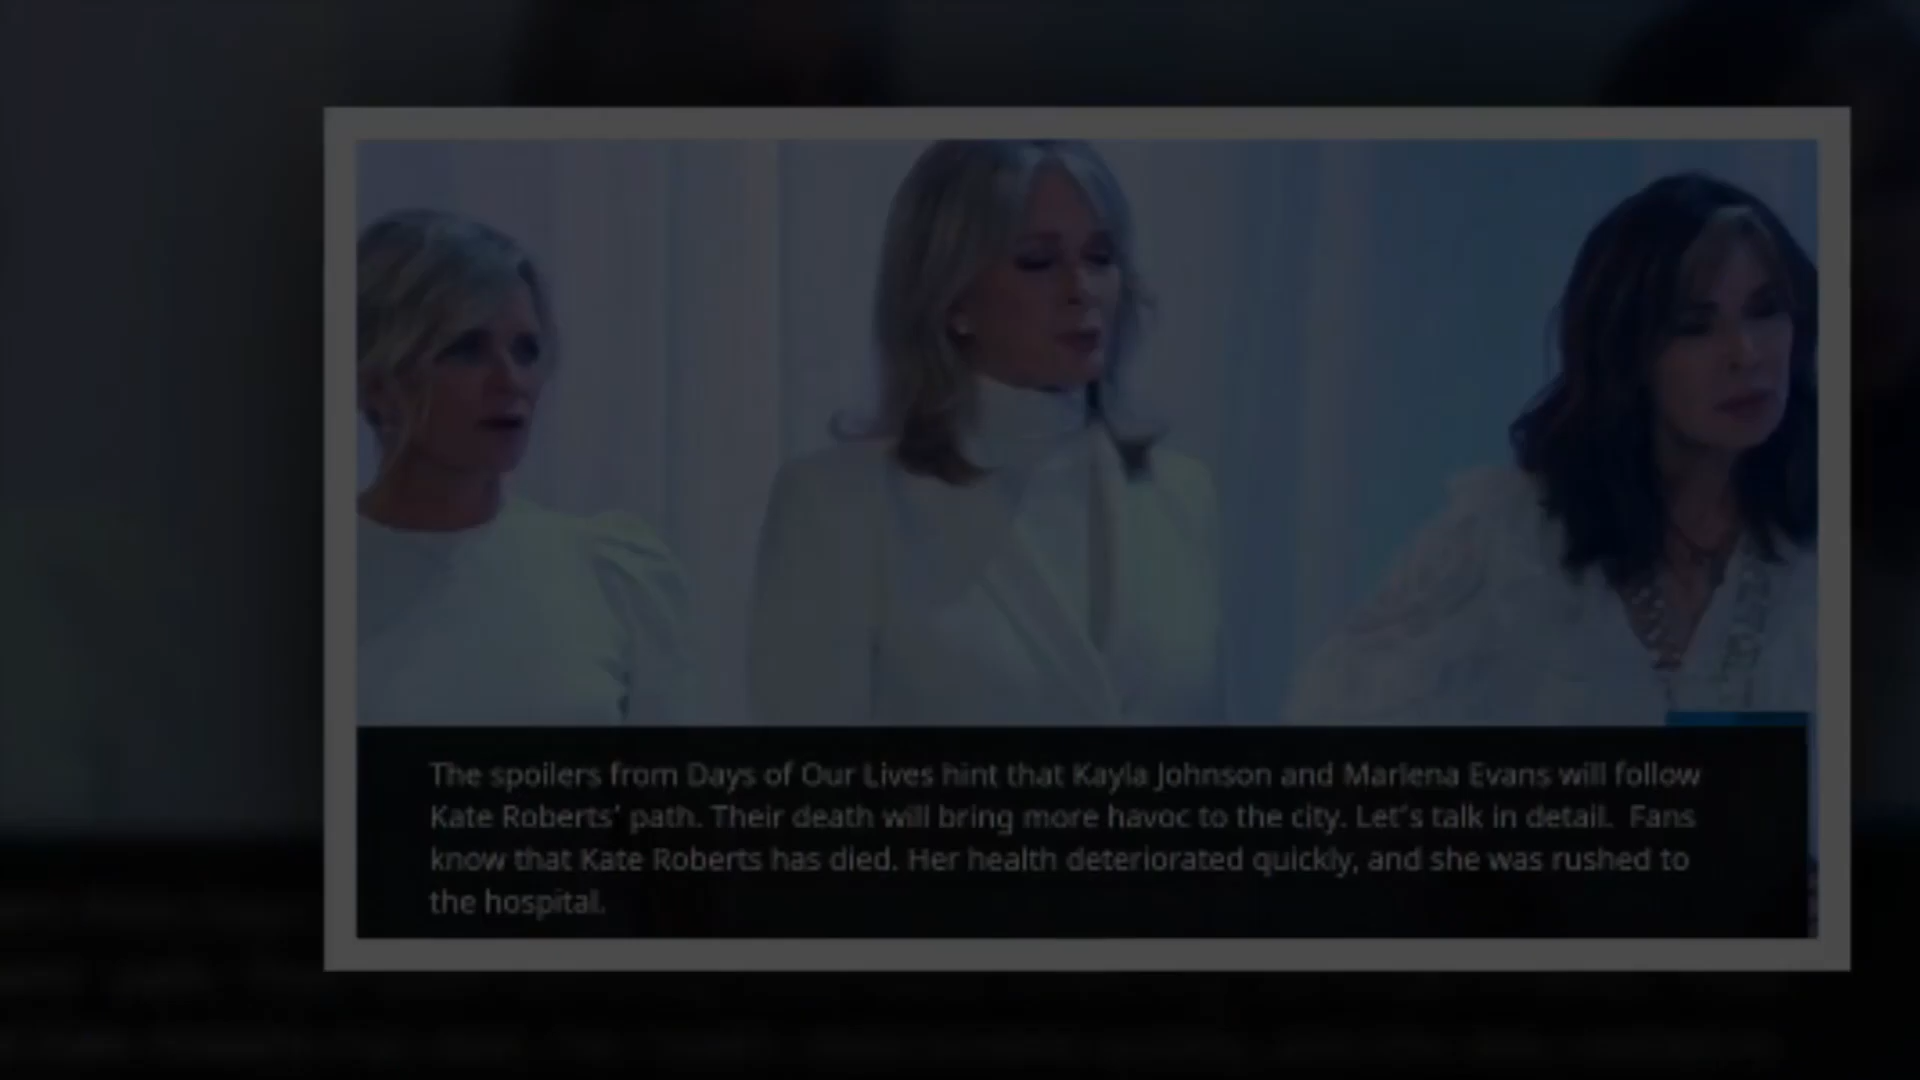 The spoilers from Days of Our Lives hint that Kayla Johnson and Marlena Evans will follow
Kate Roberts’ path. Their death will bring more havoc to the city. Let’s talk in detail.  Fans
know that Kate Roberts has died. Her health deteriorated quickly, and she was rushed to
the hospital.